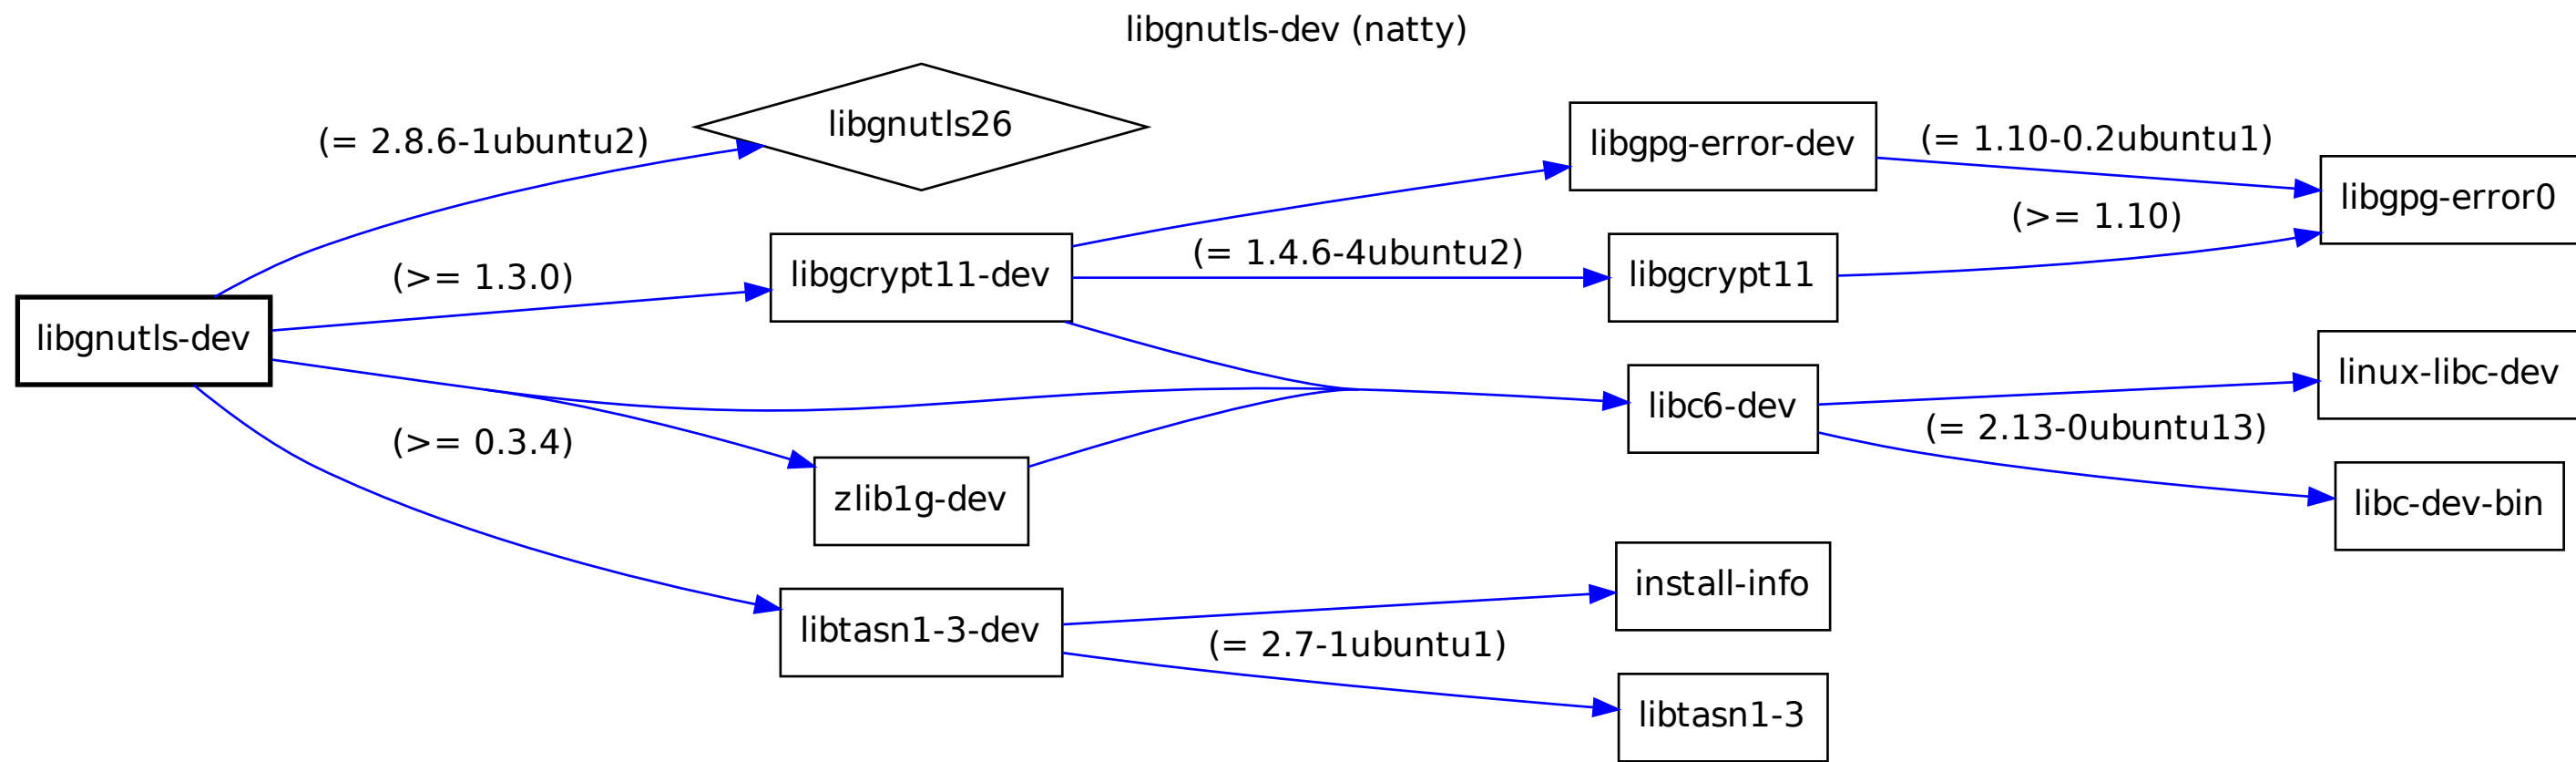 libgnutls-dev (natty)
libgnutls26
(= 2.8.6-1ubuntu2)
libgpg-error-dev
(= 1.10-0.2ubuntu1)
libgpg-error0
(>= 1.10)
(>= 1.3.0)
libgcrypt11-dev
(= 1.4.6-4ubuntu2)
libgcrypt11
libgnutls-dev
linux-libc-dev
libc6-dev
(= 2.13-0ubuntu13)
(>= 0.3.4)
zlib1g-dev
libc-dev-bin
install-info
libtasn1-3-dev
(= 2.7-1ubuntu1)
libtasn1-3